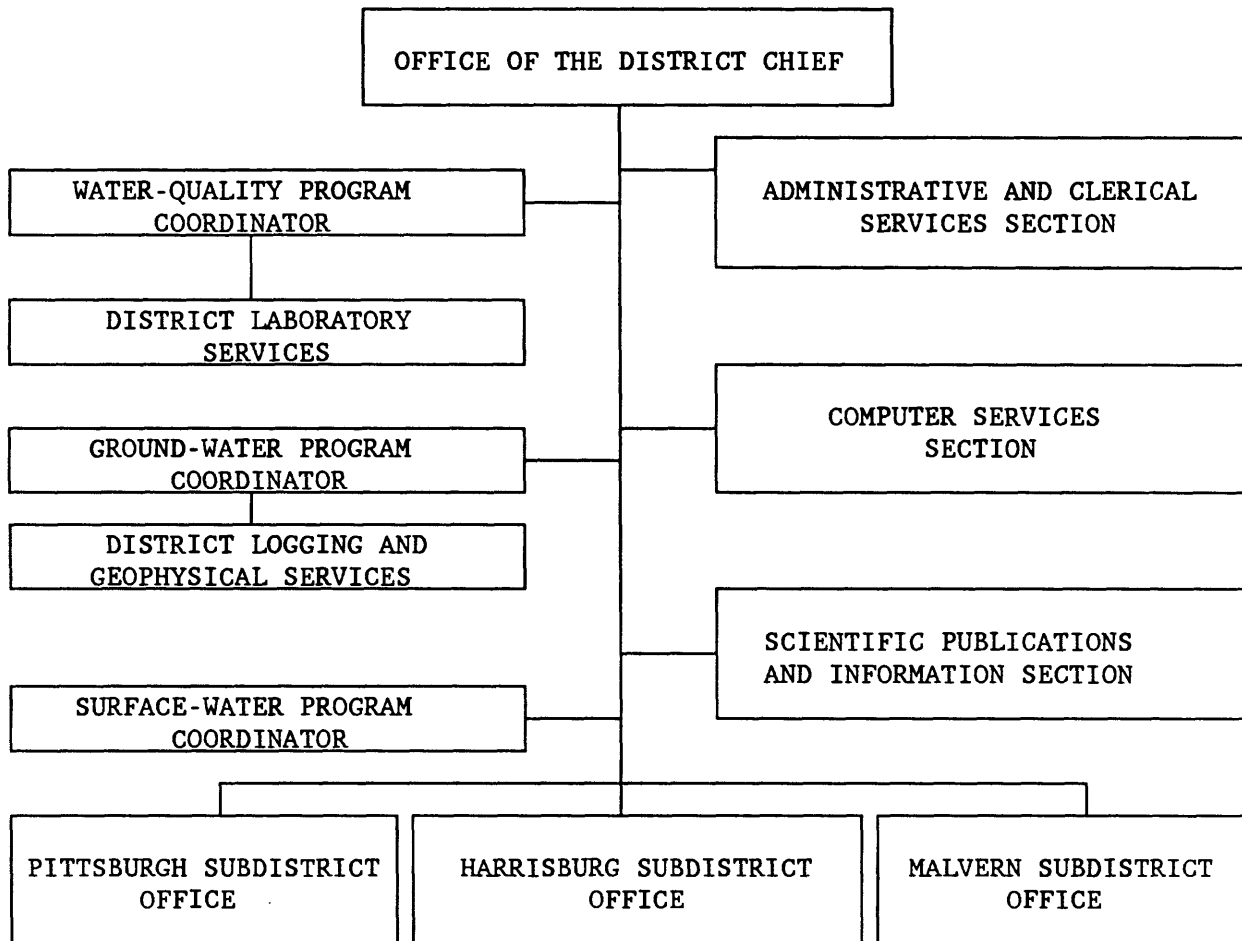 OFFICE OF THE DISTRICT CHIEF
WATER-QUALITY PROGRAM
COORDINATOR
ADMINISTRATIVE AND CLERICAL
SERVICES SECTION
DISTRICT LABORATORY
SERVICES
COMPUTER SERVICES
SECTION
GROUND-WATER PROGRAM
COORDINATOR
DISTRICT LOGGING AND
GEOPHYSICAL SERVICES
SCIENTIFIC PUBLICATIONS
AND INFORMATION SECTION
SURFACE-WATER PROGRAM
COORDINATOR
PITTSBURGH SUBDISTRICT
OFFICE
HARRISBURG SUBDISTRICT
OFFICE
MALVERN SUBDISTRICT
OFFICE